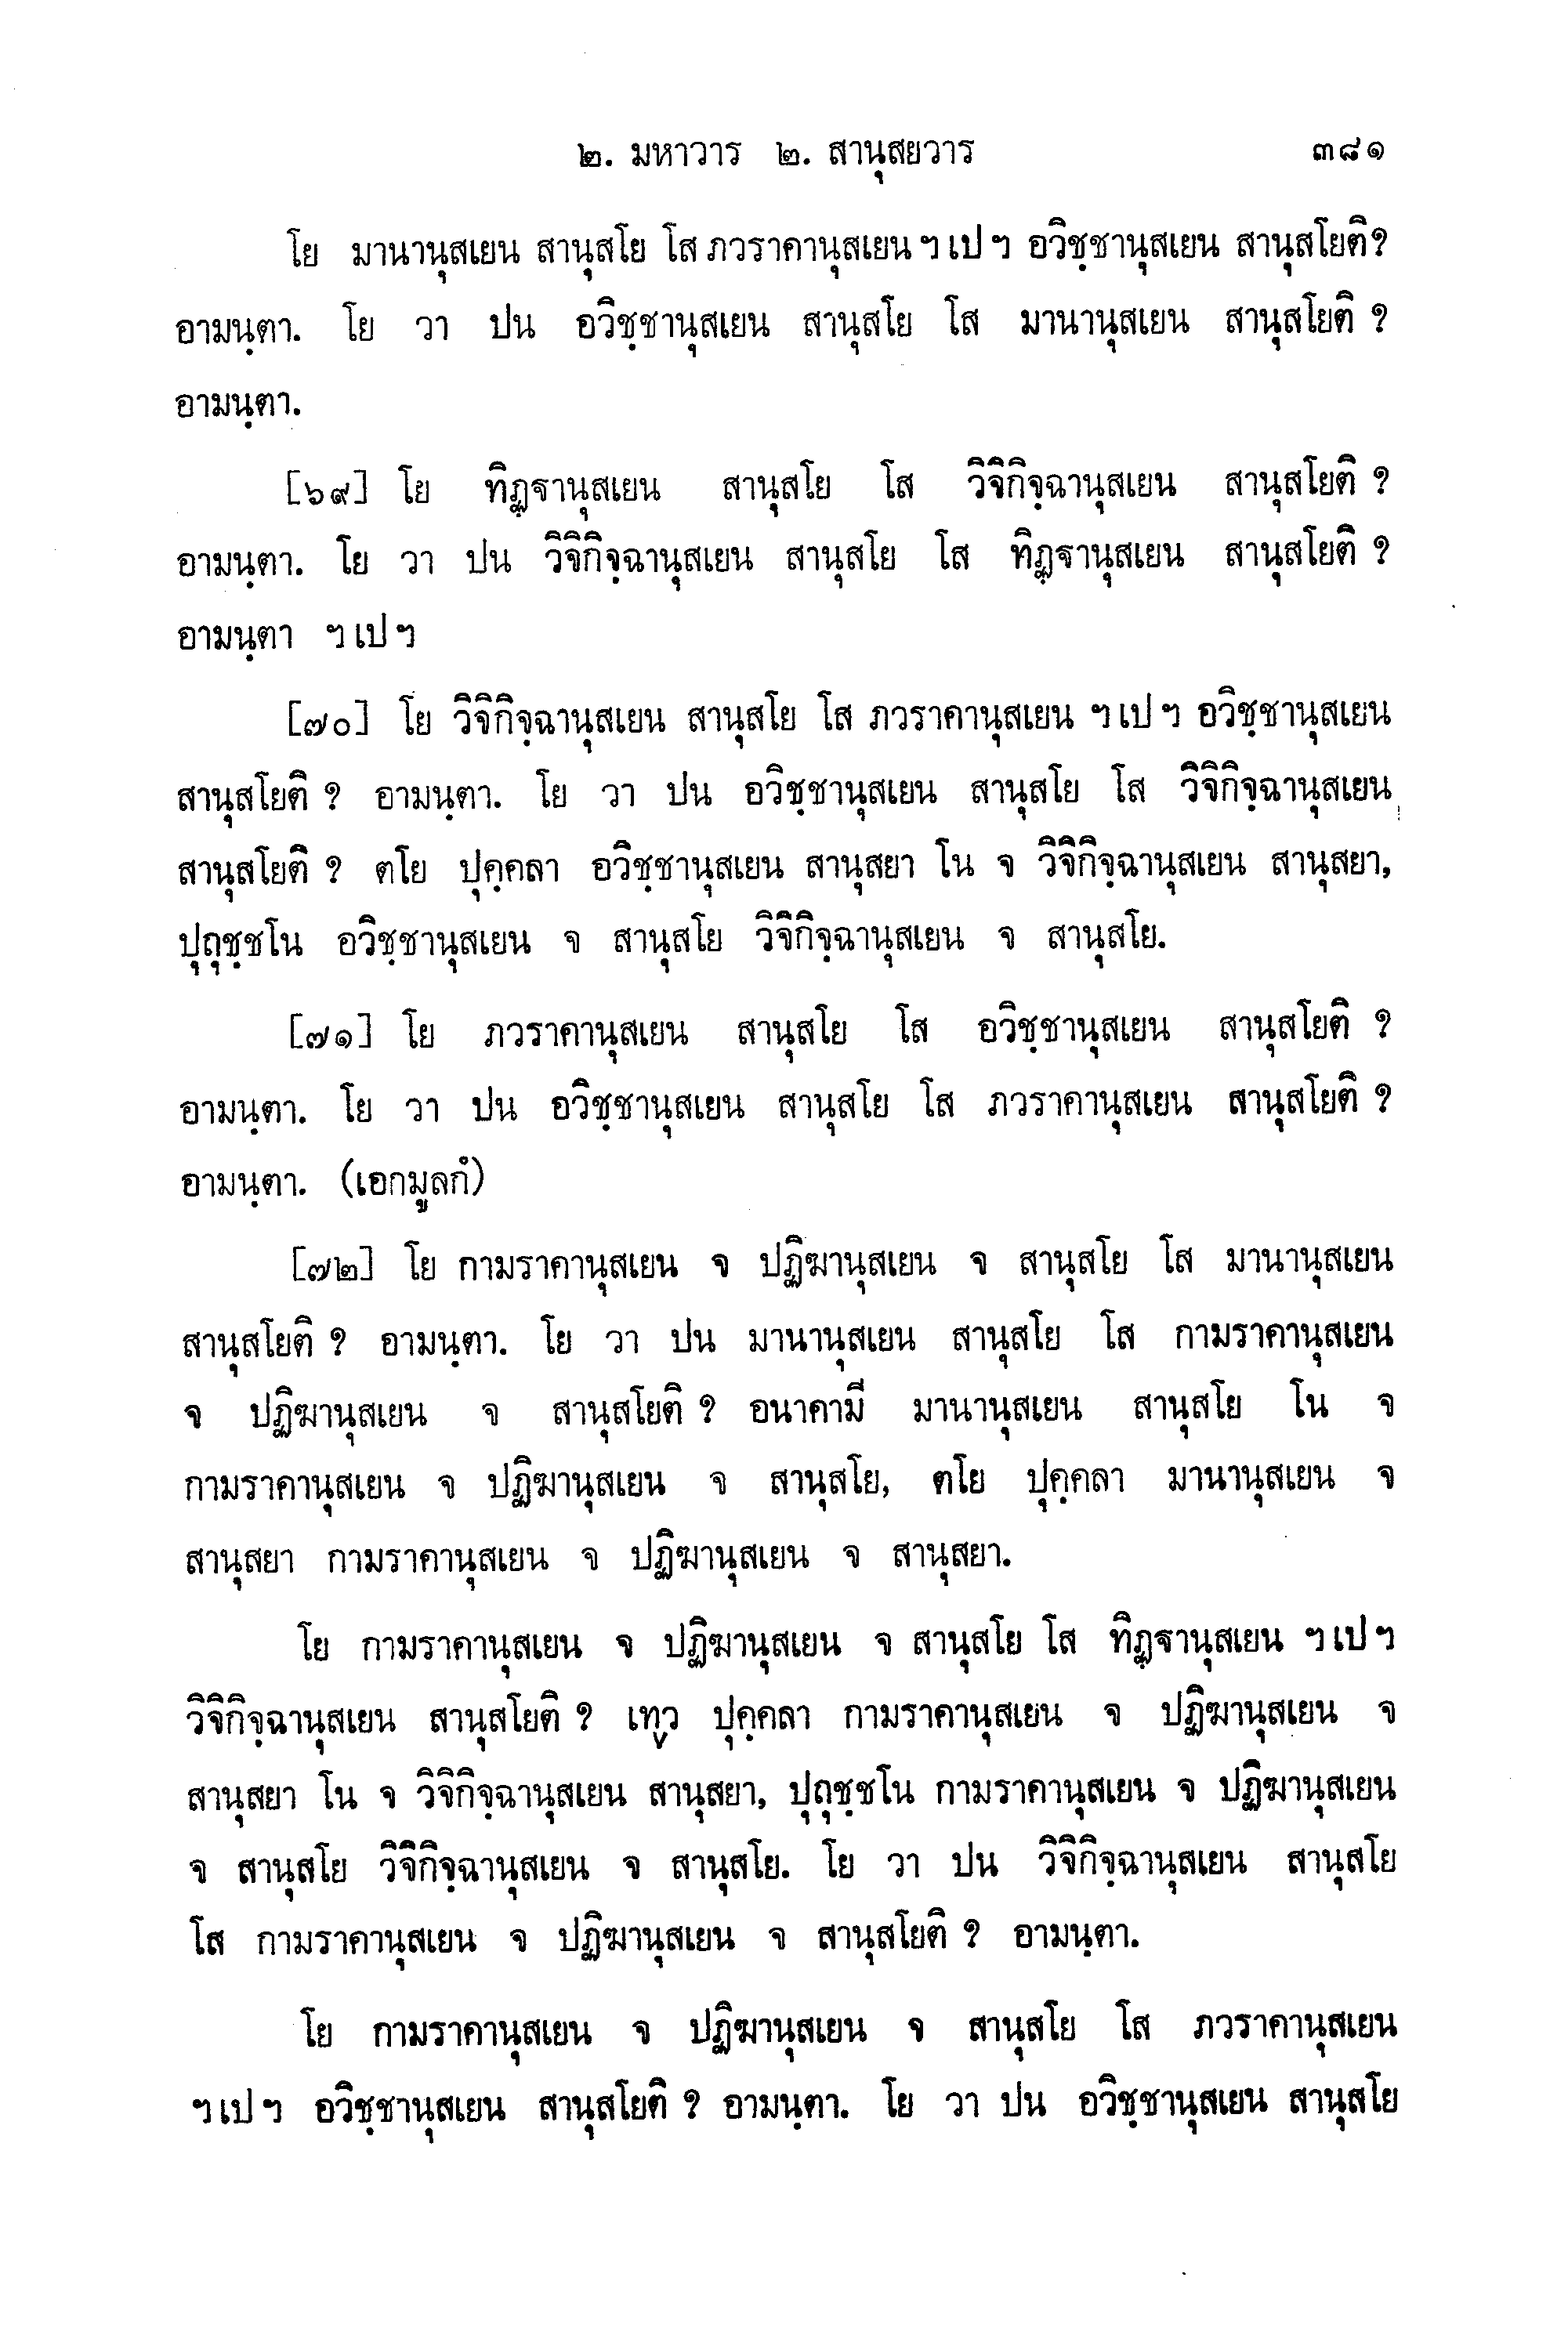 ๒. มหาวาร ๒. สานุสยวาร ๓๘๑
โย มานานุสเยน สานุสโย โส ภวราคานุสเยน ฯ เป ฯ อวิชฺชานุสเยน สานุสโยติ ?
อามนฺตา. โย วา ปน อวิชฺชานุสเยน สานุสโย โส มานานุสเยน สานุสโยติ ?
อามนฺตา.
[๖๙] โย ทิฏฺฐานุสเยน สานุสโย โส วิจิกิจฺฉานุสเยน สานุสโยติ ?
อามนฺตา. โย วา ปน วิจิกิจฺฉานุสเยน สานุสโย โส ทิฏฺฐานุสเยน สานุสโยติ ?
อามนฺตา ฯ เป ฯ
[๗๐] โย วิจิกิจฺฉานุสเยน สานุสโย โส ภวราคานุสเยน ฯ เป ฯ อวิชฺชานุสเยน
สานุสโยติ ? อามนฺตา. โย วา ปน อวิชฺชานุสเยน สานุสโย โส วิจิกิจฺฉานุสเยน
สานุสโยติ ? ตโย ปุคฺคลา อวิชฺชานุสเยน สานุสยา โน จ วิจิกิจฺฉานุสเยน สานุสยา,
ปุถุชฺชโน อวิชฺชานุสเยน จ สานุสโย วิจิกิจฺฉานุสเยน จ สานุสโย.
[๗๑] โย ภวราคานุสเยน สานุสโย โส อวิชฺชานุสเยน สานุสโยติ ?
อามนฺตา. โย วา ปน อวิชฺชานุสเยน สานุสโย โส ภวราคานุสเยน สานุสโยติ ?
อามนฺตา. (เอกมูลกํ)
[๗๒] โย กามราคานุสเยน จ ปฏิฆานุสเยน จ สานุสโย โส มานานุสเยน
สานุสโยติ ? อามนฺตา. โย วา ปน มานานุสเยน สานุสโย โส กามราคานุสเยน
จ ปฏิฆานุสเยน จ สานุสโยติ ? อนาคามี มานานุสเยน สานุสโย โน จ
กามราคานุสเยน จ ปฏิฆานุสเยน จ สานุสโย, ตโย ปุคฺคลา มานานุสเยน จ
สานุสยา กามราคานุสเยน จ ปฏิฆานุสเยน จ สานุสยา.
โย กามราคานุสเยน จ ปฏิฆานุสเยน จ สานุสโย โส ทิฏฺฐานุสเยน ฯ เป ฯ
วิจิกิจฺฉานุสเยน สานุสโยติ ? เทฺว ปุคฺคลา กามราคานุสเยน จ ปฏิฆานุสเยน จ
สานุสยา โน จ วิจิกิจฺฉานุสเยน สานุสยา, ปุถุชฺชโน กามราคานุสเยน จ ปฏิฆานุสเยน
จ สานุสโย วิจิกิจฺฉานุสเยน จ สานุสโย. โย วา ปน วิจิกิจฺฉานุสเยน สานุสโย
โส กามราคานุสเยน จ ปฏิฆานุสเยน จ สานุสโยติ ? อามนฺตา.
โย กามราคานุสเยน จ ปฏิฆานุสเยน จ สานุสโย โส ภวราคานุสเยน
ฯ เป ฯ อวิชฺชานุสเยน สานุสโยติ ? อามนฺตา. โย วา ปน อวิชฺชานุสเยน สานุสโย